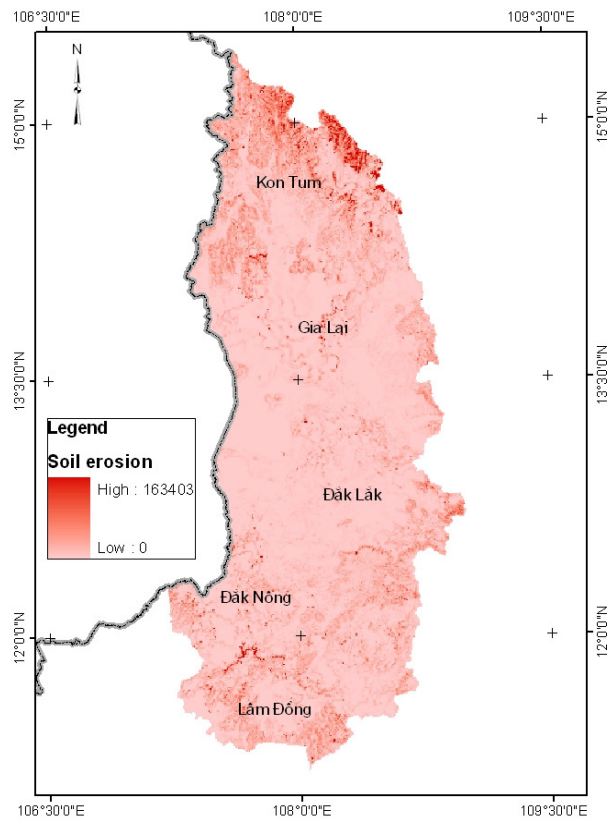 106°30'0"E 108°0'0"E 109°30'0"E
N
15°0'0"N 15°0'0"N
Kon Tum
Gia Lại
13°30'0"N 13°30'0"N
Legend
Soil erosion
High : 163403
Low : 0
Đắk Lắk
Đắk Nông
12°0'0"N 12°0'0"N
Lâm Đồng
106°30'0"E 108°0'0"E 109°30'0"E